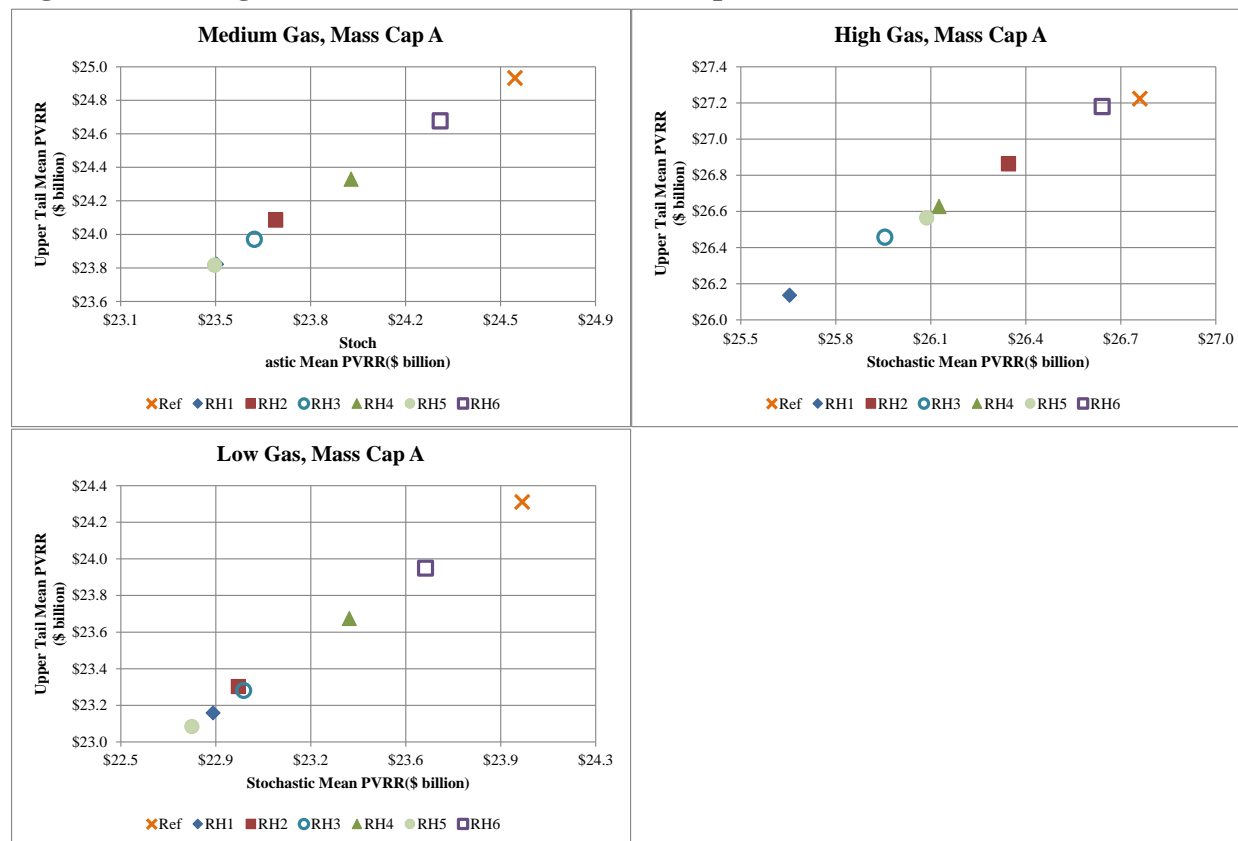 Medium Gas, Mass Cap A
Upper Tail Mean PVRR
($ billion)
$25.0
$24.8
$24.6
$24.4
$24.2
$24.0
$23.8
$23.6
$23.1 $23.5 $23.8 $24.2 $24.5 $24.9
Stoch
astic Mean PVRR($ billion)
Ref RH1 RH2 RH3 RH4 RH5 RH6
High Gas, Mass Cap A
Upper Tail Mean PVRR
($ billion)
$27.4
$27.2
$27.0
$26.8
$26.6
$26.4
$26.2
$26.0
$25.5 $25.8 $26.1 $26.4 $26.7 $27.0
Stochastic Mean PVRR($ billion)
Ref RH1 RH2 RH3 RH4 RH5 RH6
Low Gas, Mass Cap A
Upper Tail Mean PVRR
($ billion)
$24.4
$24.2
$24.0
$23.8
$23.6
$23.4
$23.2
$23.0
$22.5 $22.9 $23.2 $23.6 $23.9 $24.3
Stochastic Mean PVRR($ billion)
Ref RH1 RH2 RH3 RH4 RH5 RH6